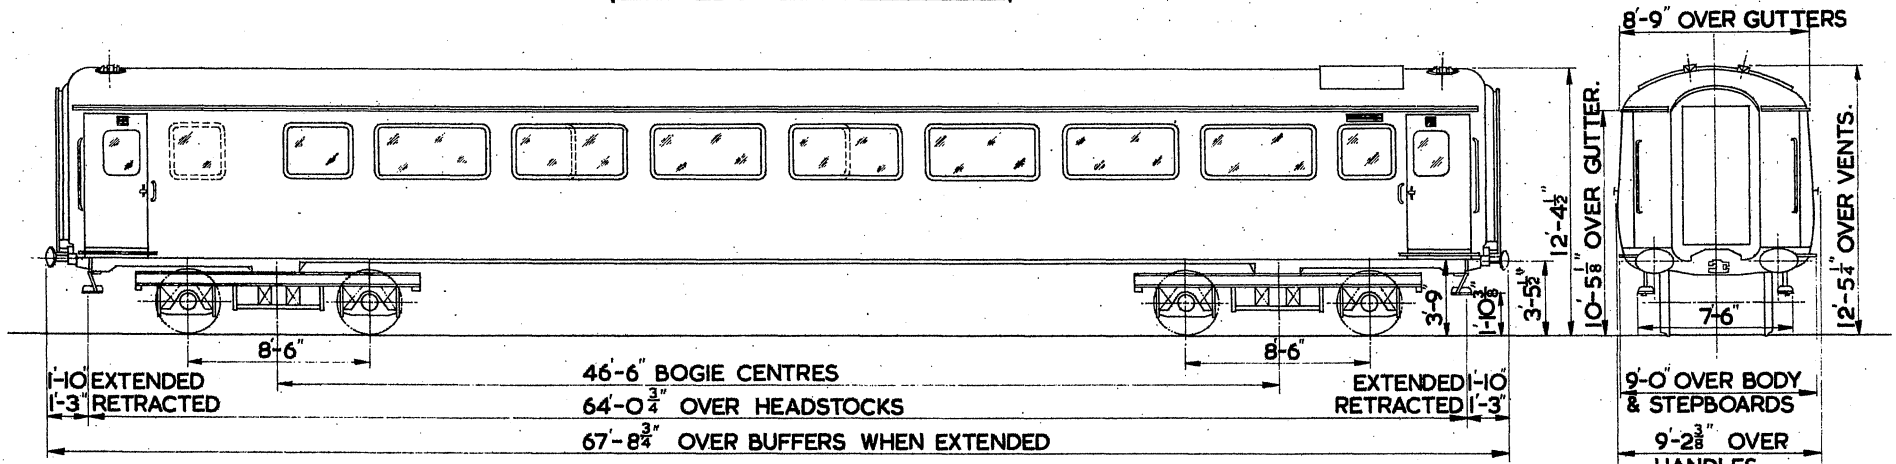 8'-9" OVER GUTTERS
12'-4½"
10'-5⅛" OVER GUTTER.
12'-5¼" OVER VENTS.
3'-9"
1'-10⅜"
3'-5½"
7'-6"
8'-6"
8'-6"
46'-6" BOGIE CENTRES
1'-10" EXTENDED
1'-3" RETRACTED
EXTENDED 1'-10"
RETRACTED 1'-3"
64'-0¾" OVER HEADSTOCKS
67'-8¾" OVER BUFFERS WHEN EXTENDED
9'-0" OVER BODY
& STEPBOARDS
9'-2⅜" OVER
HANDLES